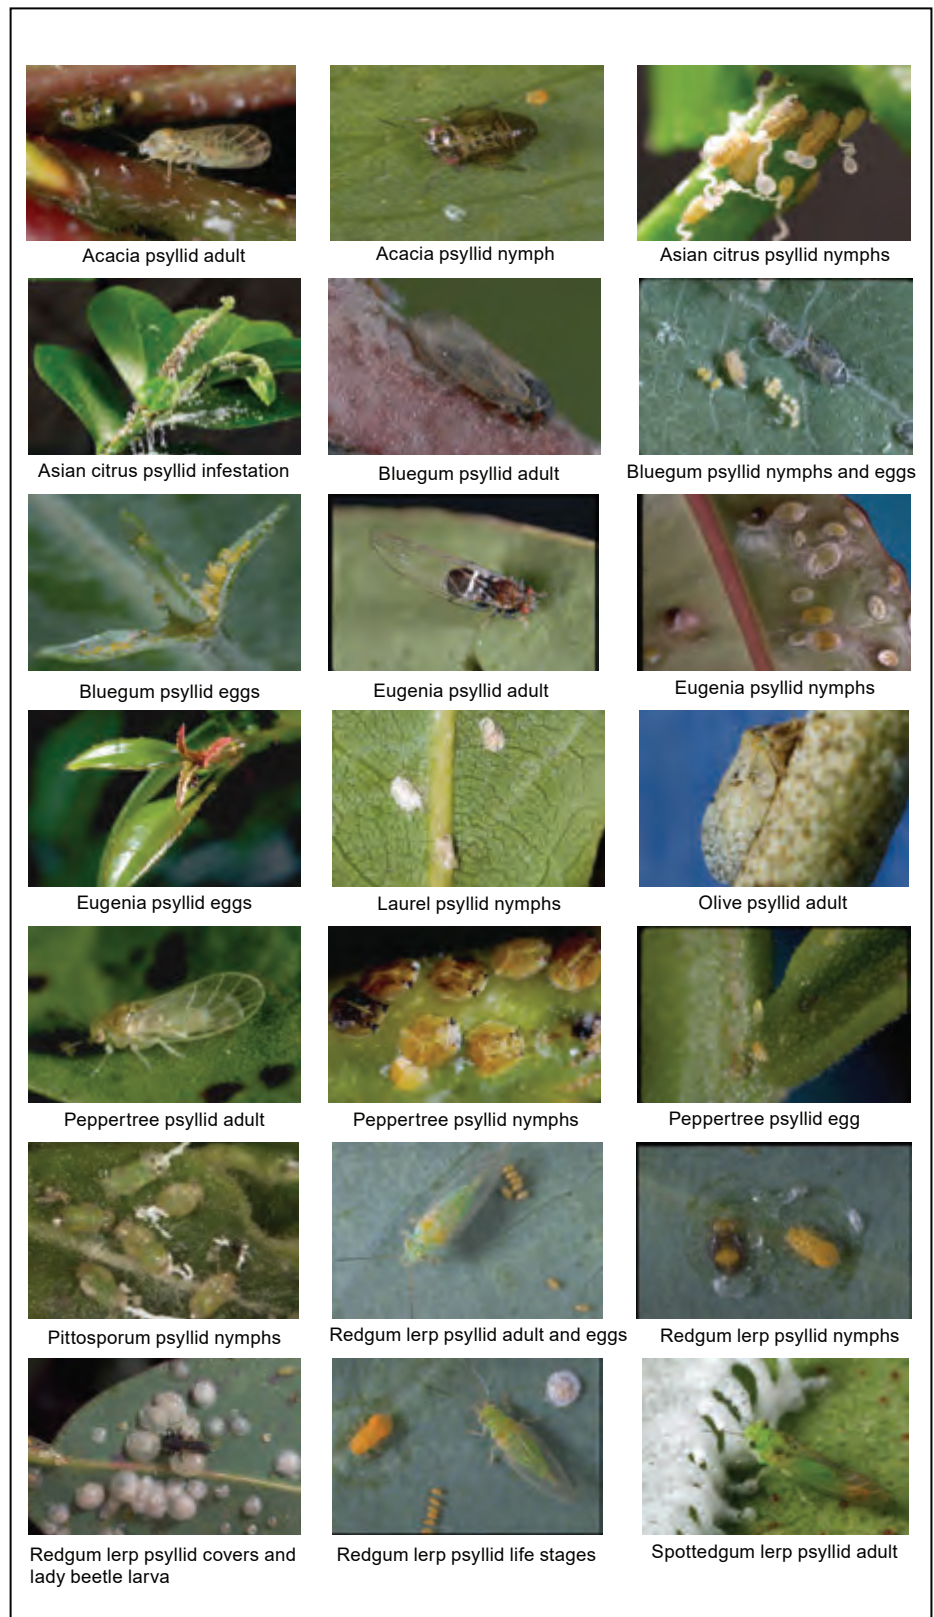 Acacia psyllid adult
Acacia psyllid nymph
Asian citrus psyllid nymphs
Asian citrus psyllid infestation
Bluegum psyllid adult
Bluegum psyllid nymphs and eggs
Bluegum psyllid eggs
Eugenia psyllid adult
Eugenia psyllid nymphs
Eugenia psyllid eggs
Laurel psyllid nymphs
Olive psyllid adult
Peppertree psyllid adult
Peppertree psyllid nymphs
Peppertree psyllid egg
Pittosporum psyllid nymphs
Redgum lerp psyllid adult and eggs
Redgum lerp psyllid nymphs
Redgum lerp psyllid covers and
lady beetle larva
Redgum lerp psyllid life stages
Spottedgum lerp psyllid adult